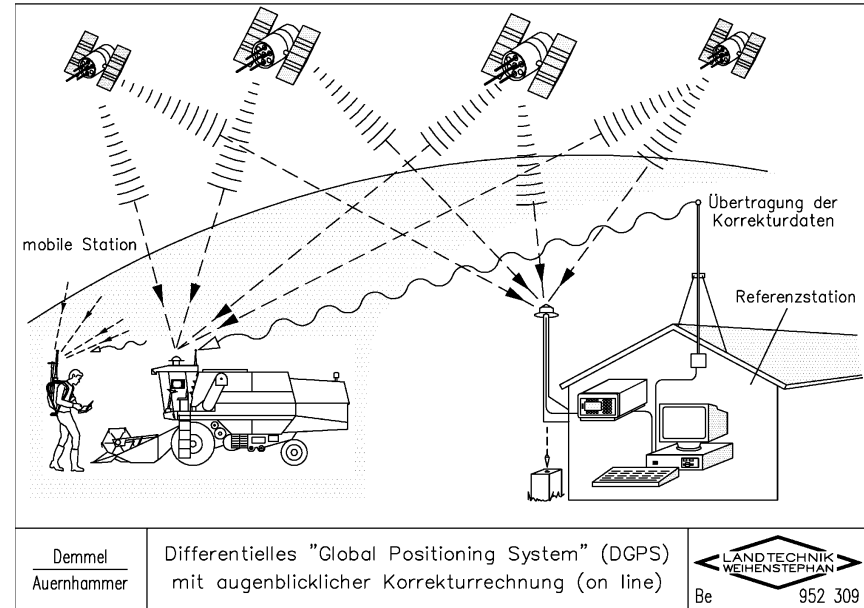 Übertragung der
Korrekturdaten
mobile Station
Referenzstation
Demmel
Auernhammer
Differentielles "Global Positioning System" (DGPS)
mit augenblicklicher Korrekturrechnung (on line)
LANDTECHNIK
WEIHENSTEPHAN
Be
952 309